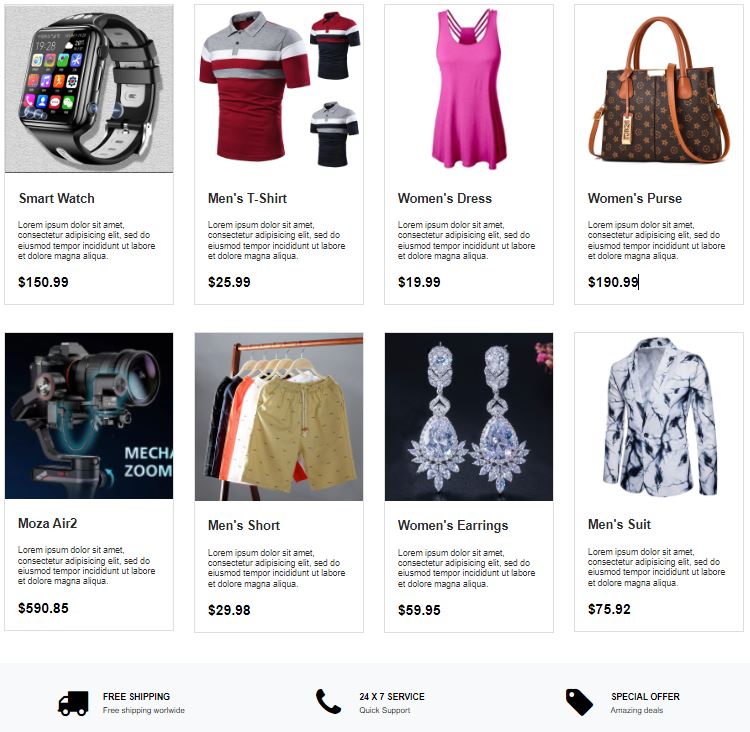 19:28
Smart Watch
Lorem ipsum dolor sit amet,
consectetur adipisicing elit, sed do
eiusmod tempor incididunt ut labore
et dolore magna aliqua.
$150.99
Men's T-Shirt
Lorem ipsum dolor sit amet,
consectetur adipisicing elit, sed do
eiusmod tempor incididunt ut labore
et dolore magna aliqua.
$25.99
Women's Dress
Lorem ipsum dolor sit amet,
consectetur adipisicing elit, sed do
eiusmod tempor incididunt ut labore
et dolore magna aliqua.
$19.99
Women's Purse
Lorem ipsum dolor sit amet,
consectetur adipisicing elit, sed do
eiusmod tempor incididunt ut labore
et dolore magna aliqua.
$190.99
MECHA
ZOOM
Moza Air2
Lorem ipsum dolor sit amet,
consectetur adipisicing elit, sed do
eiusmod tempor incididunt ut labore
et dolore magna aliqua.
$590.85
Men's Short
Lorem ipsum dolor sit amet,
consectetur adipisicing elit, sed do
eiusmod tempor incididunt ut labore
et dolore magna aliqua.
$29.98
Women's Earrings
Lorem ipsum dolor sit amet,
consectetur adipisicing elit, sed do
eiusmod tempor incididunt ut labore
et dolore magna aliqua.
$59.95
Men's Suit
Lorem ipsum dolor sit amet,
consectetur adipisicing elit, sed do
eiusmod tempor incididunt ut labore
et dolore magna aliqua.
$75.92
FREE SHIPPING
Free shipping worlwide
24 X 7 SERVICE
Quick Support
SPECIAL OFFER
Amazing deals